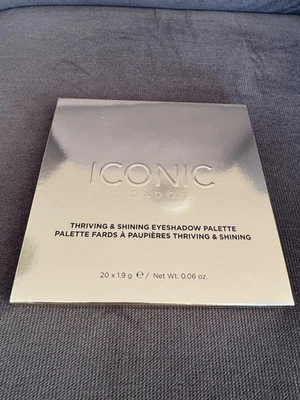 ICONIC
LONDON
THRIVING & SHINING EYESHADOW PALETTE
PALETTE FARDS À PAUPIÈRES THRIVING & SHINING
20 x 1.9 g ℮ / Net Wt. 0.06 oz.